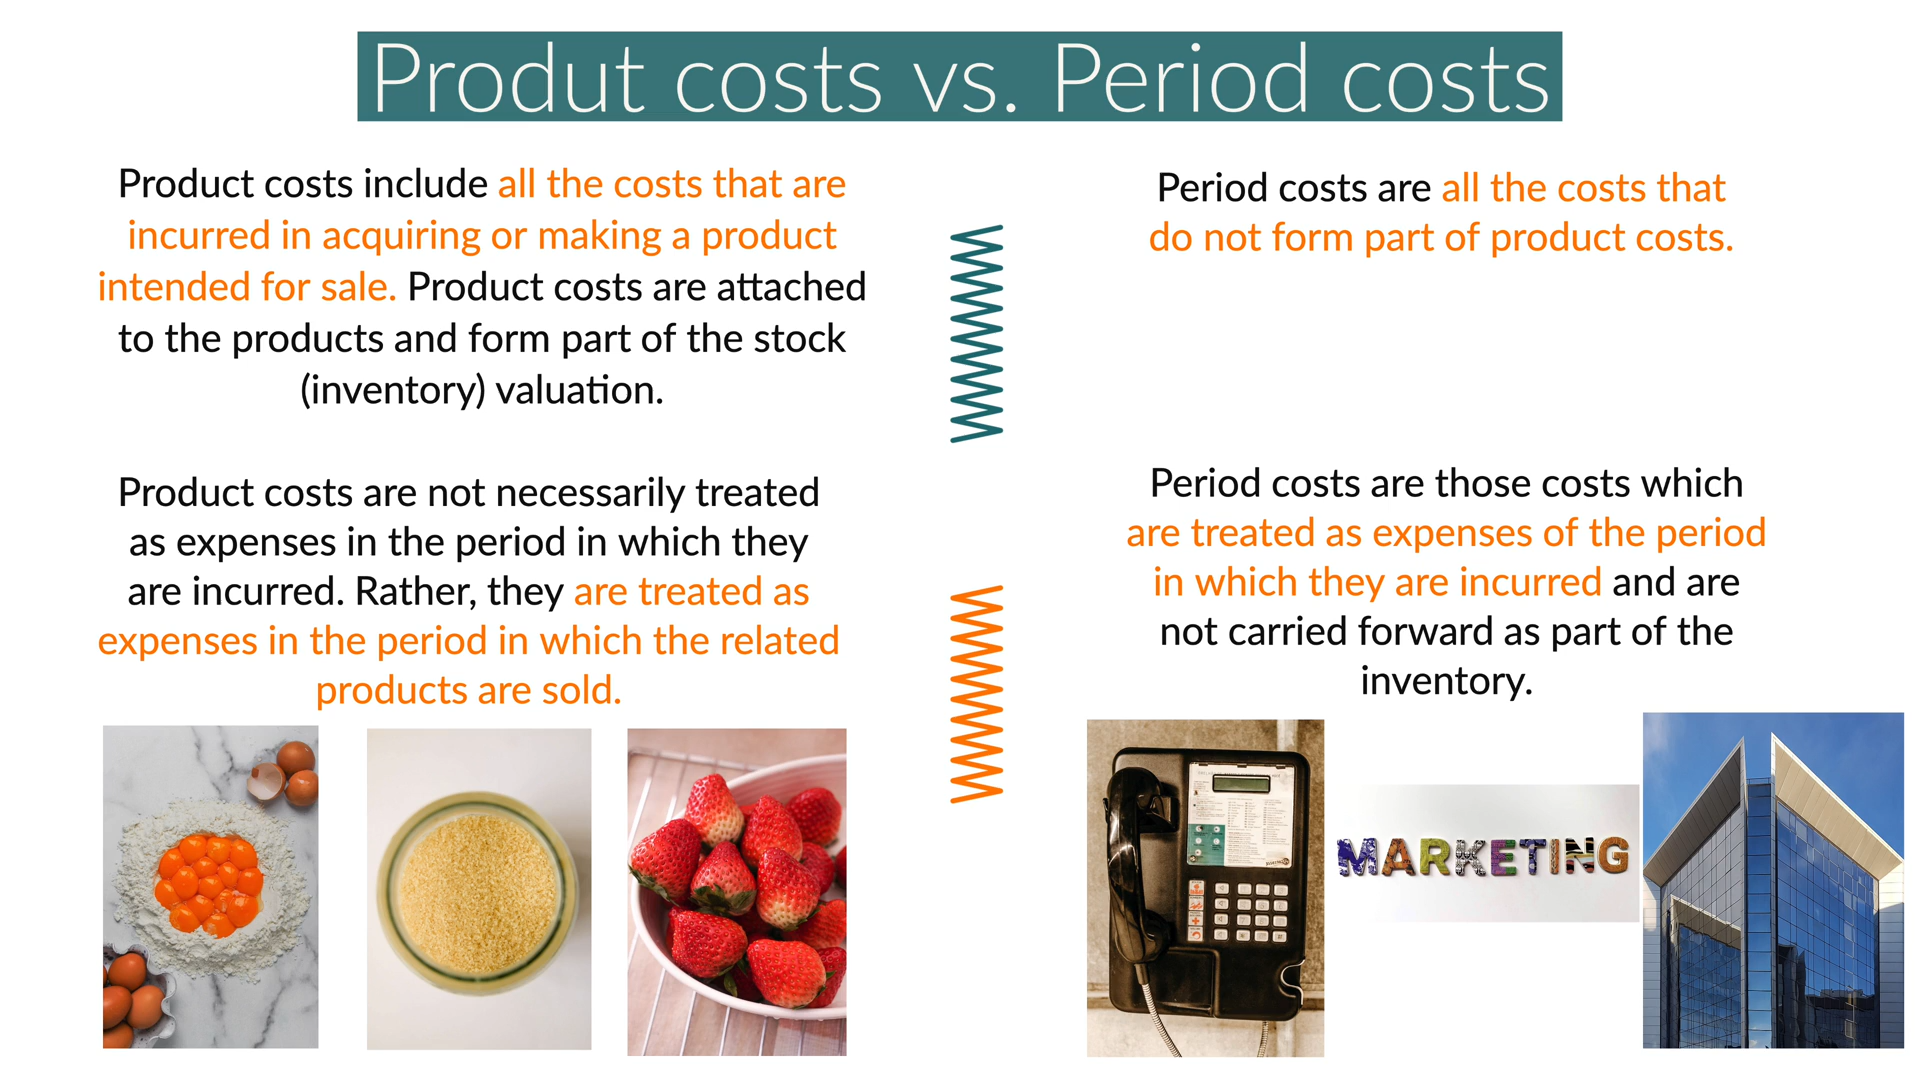 Produt costs vs. Period costs
Product costs include all the costs that are
incurred in acquiring or making a product
intended for sale. Product costs are attached
to the products and form part of the stock
(inventory) valuation.
Product costs are not necessarily treated
as expenses in the period in which they
are incurred. Rather, they are treated as
expenses in the period in which the related
products are sold.
Period costs are all the costs that
do not form part of product costs.
Period costs are those costs which
are treated as expenses of the period
in which they are incurred and are
not carried forward as part of the
inventory.
MARKETING